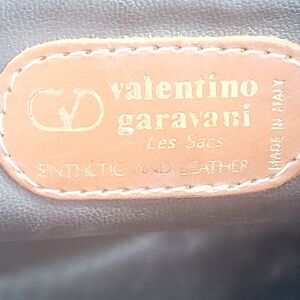 valentino
garavani
Les Sacs
SINTHETIC AND LEATHER
MADE IN ITALY